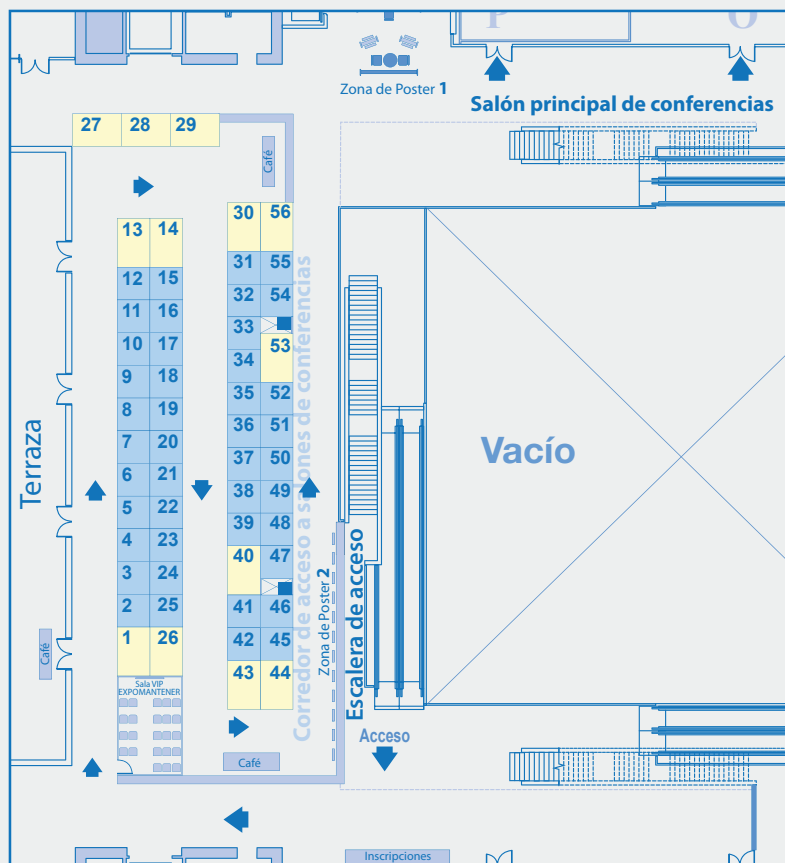 P
O
Zona de Poster 1
Salón principal de conferencias
27 28 29
Café
30 56
13 14
31 55
12 15
32 54
11 16
33
10 17
53
34
9 18
35 52
8 19
36 51
7 20
37 50
6 21
38 49
5 22
39 48
4 23
40 47
3 24
41 46
2 25
42 45
1 26
43 44
Terraza
Corredor de acceso a salones de conferencias
Vacío
Zona de Poster 2
Escalera de acceso
Café
Sala VIP
EXPOMANTENER
Acceso
Café
Inscripciones